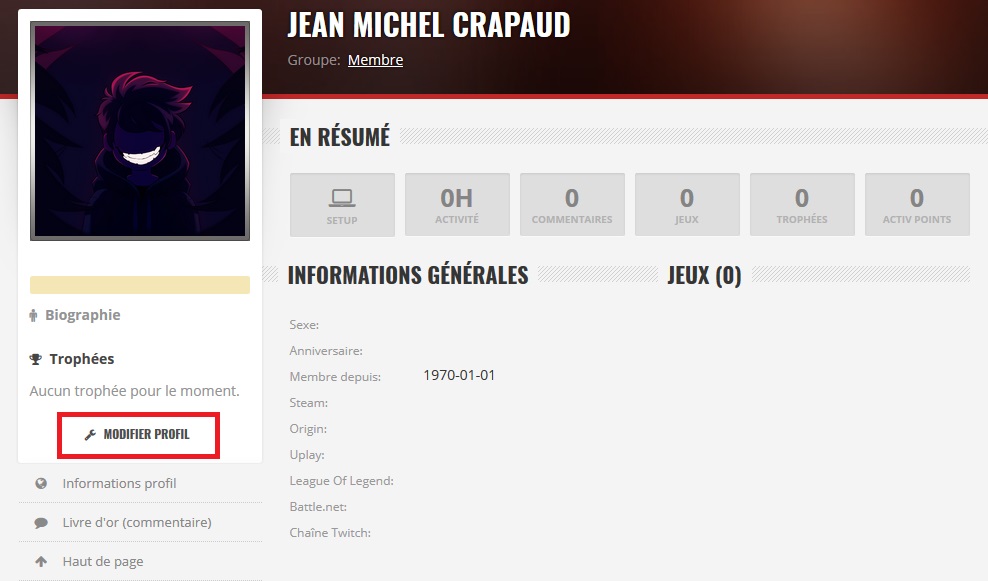 JEAN MICHEL CRAPAUD
Groupe: Membre
EN RÉSUMÉ
SETUP
0H
ACTIVITÉ
0
COMMENTAIRES
0
JEUX
0
TROPHÉES
0
ACTIV POINTS
Biographie
Trophées
Aucun trophée pour le moment.
MODIFIER PROFIL
Informations profil
Livre d'or (commentaire)
Haut de page
INFORMATIONS GÉNÉRALES
Sexe:
Anniversaire:
Membre depuis: 1970-01-01
Steam:
Origin:
Uplay:
League Of Legend:
Battle.net:
Chaîne Twitch:
JEUX (0)